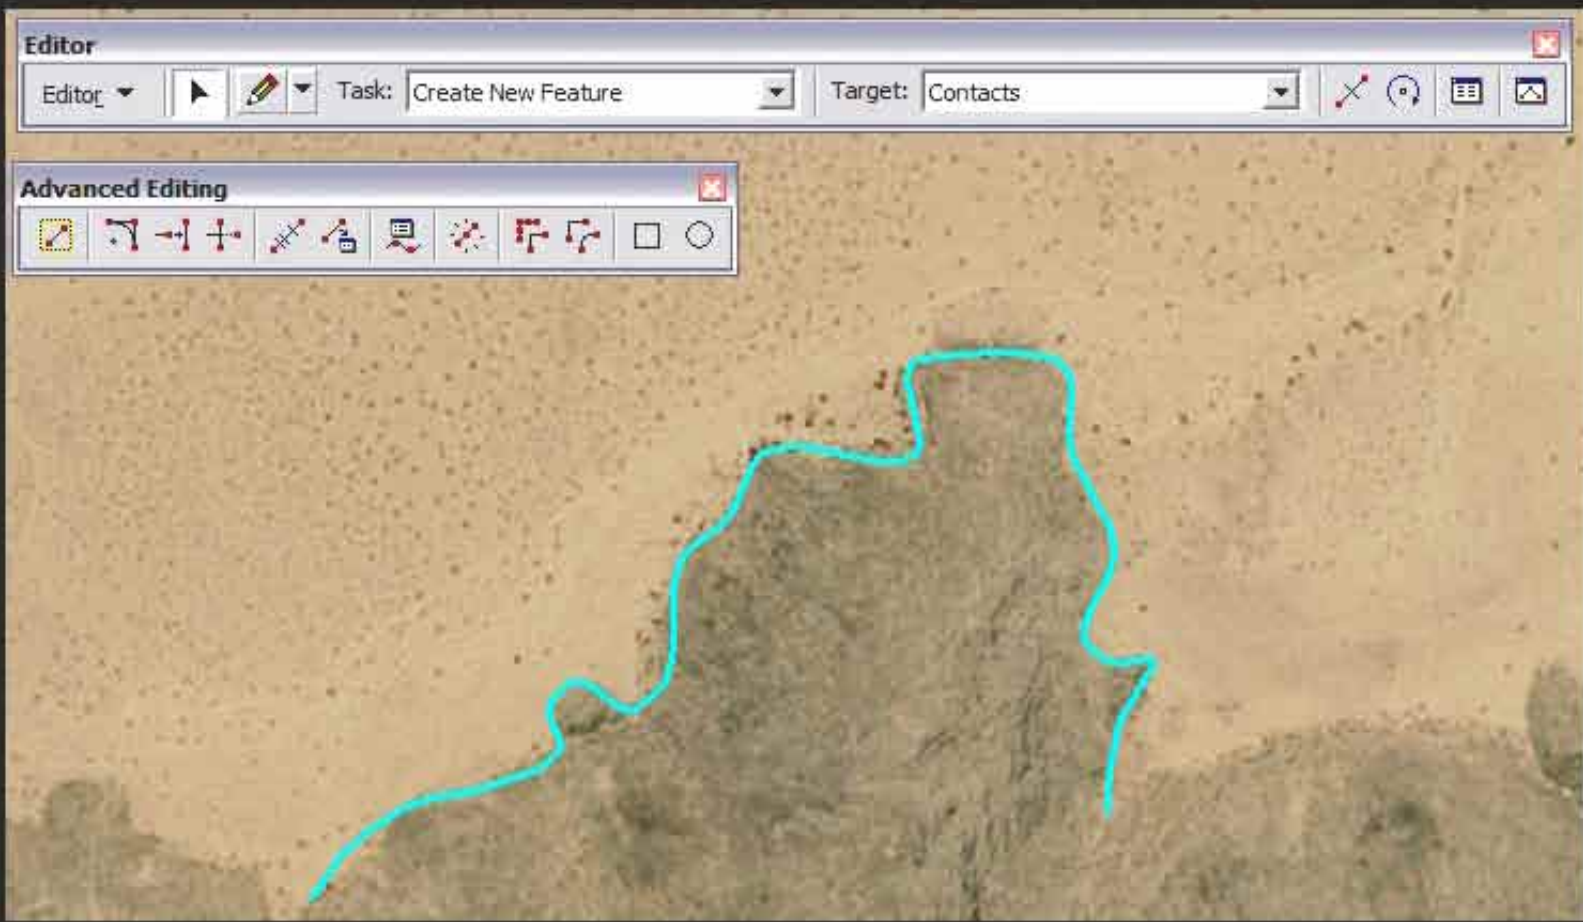 Editor
Editor Task: Create New Feature Target: Contacts
Advanced Editing